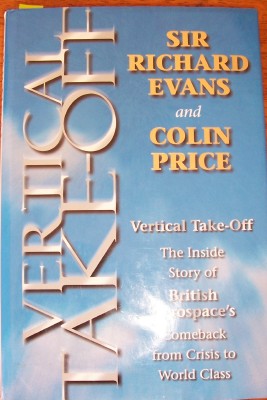 VERTICAL
TAKE-OFF
SIR
RICHARD
EVANS
and
COLIN
PRICE
Vertical Take-Off
The Inside
Story of
British
Comeback
from Crisis to
World Class